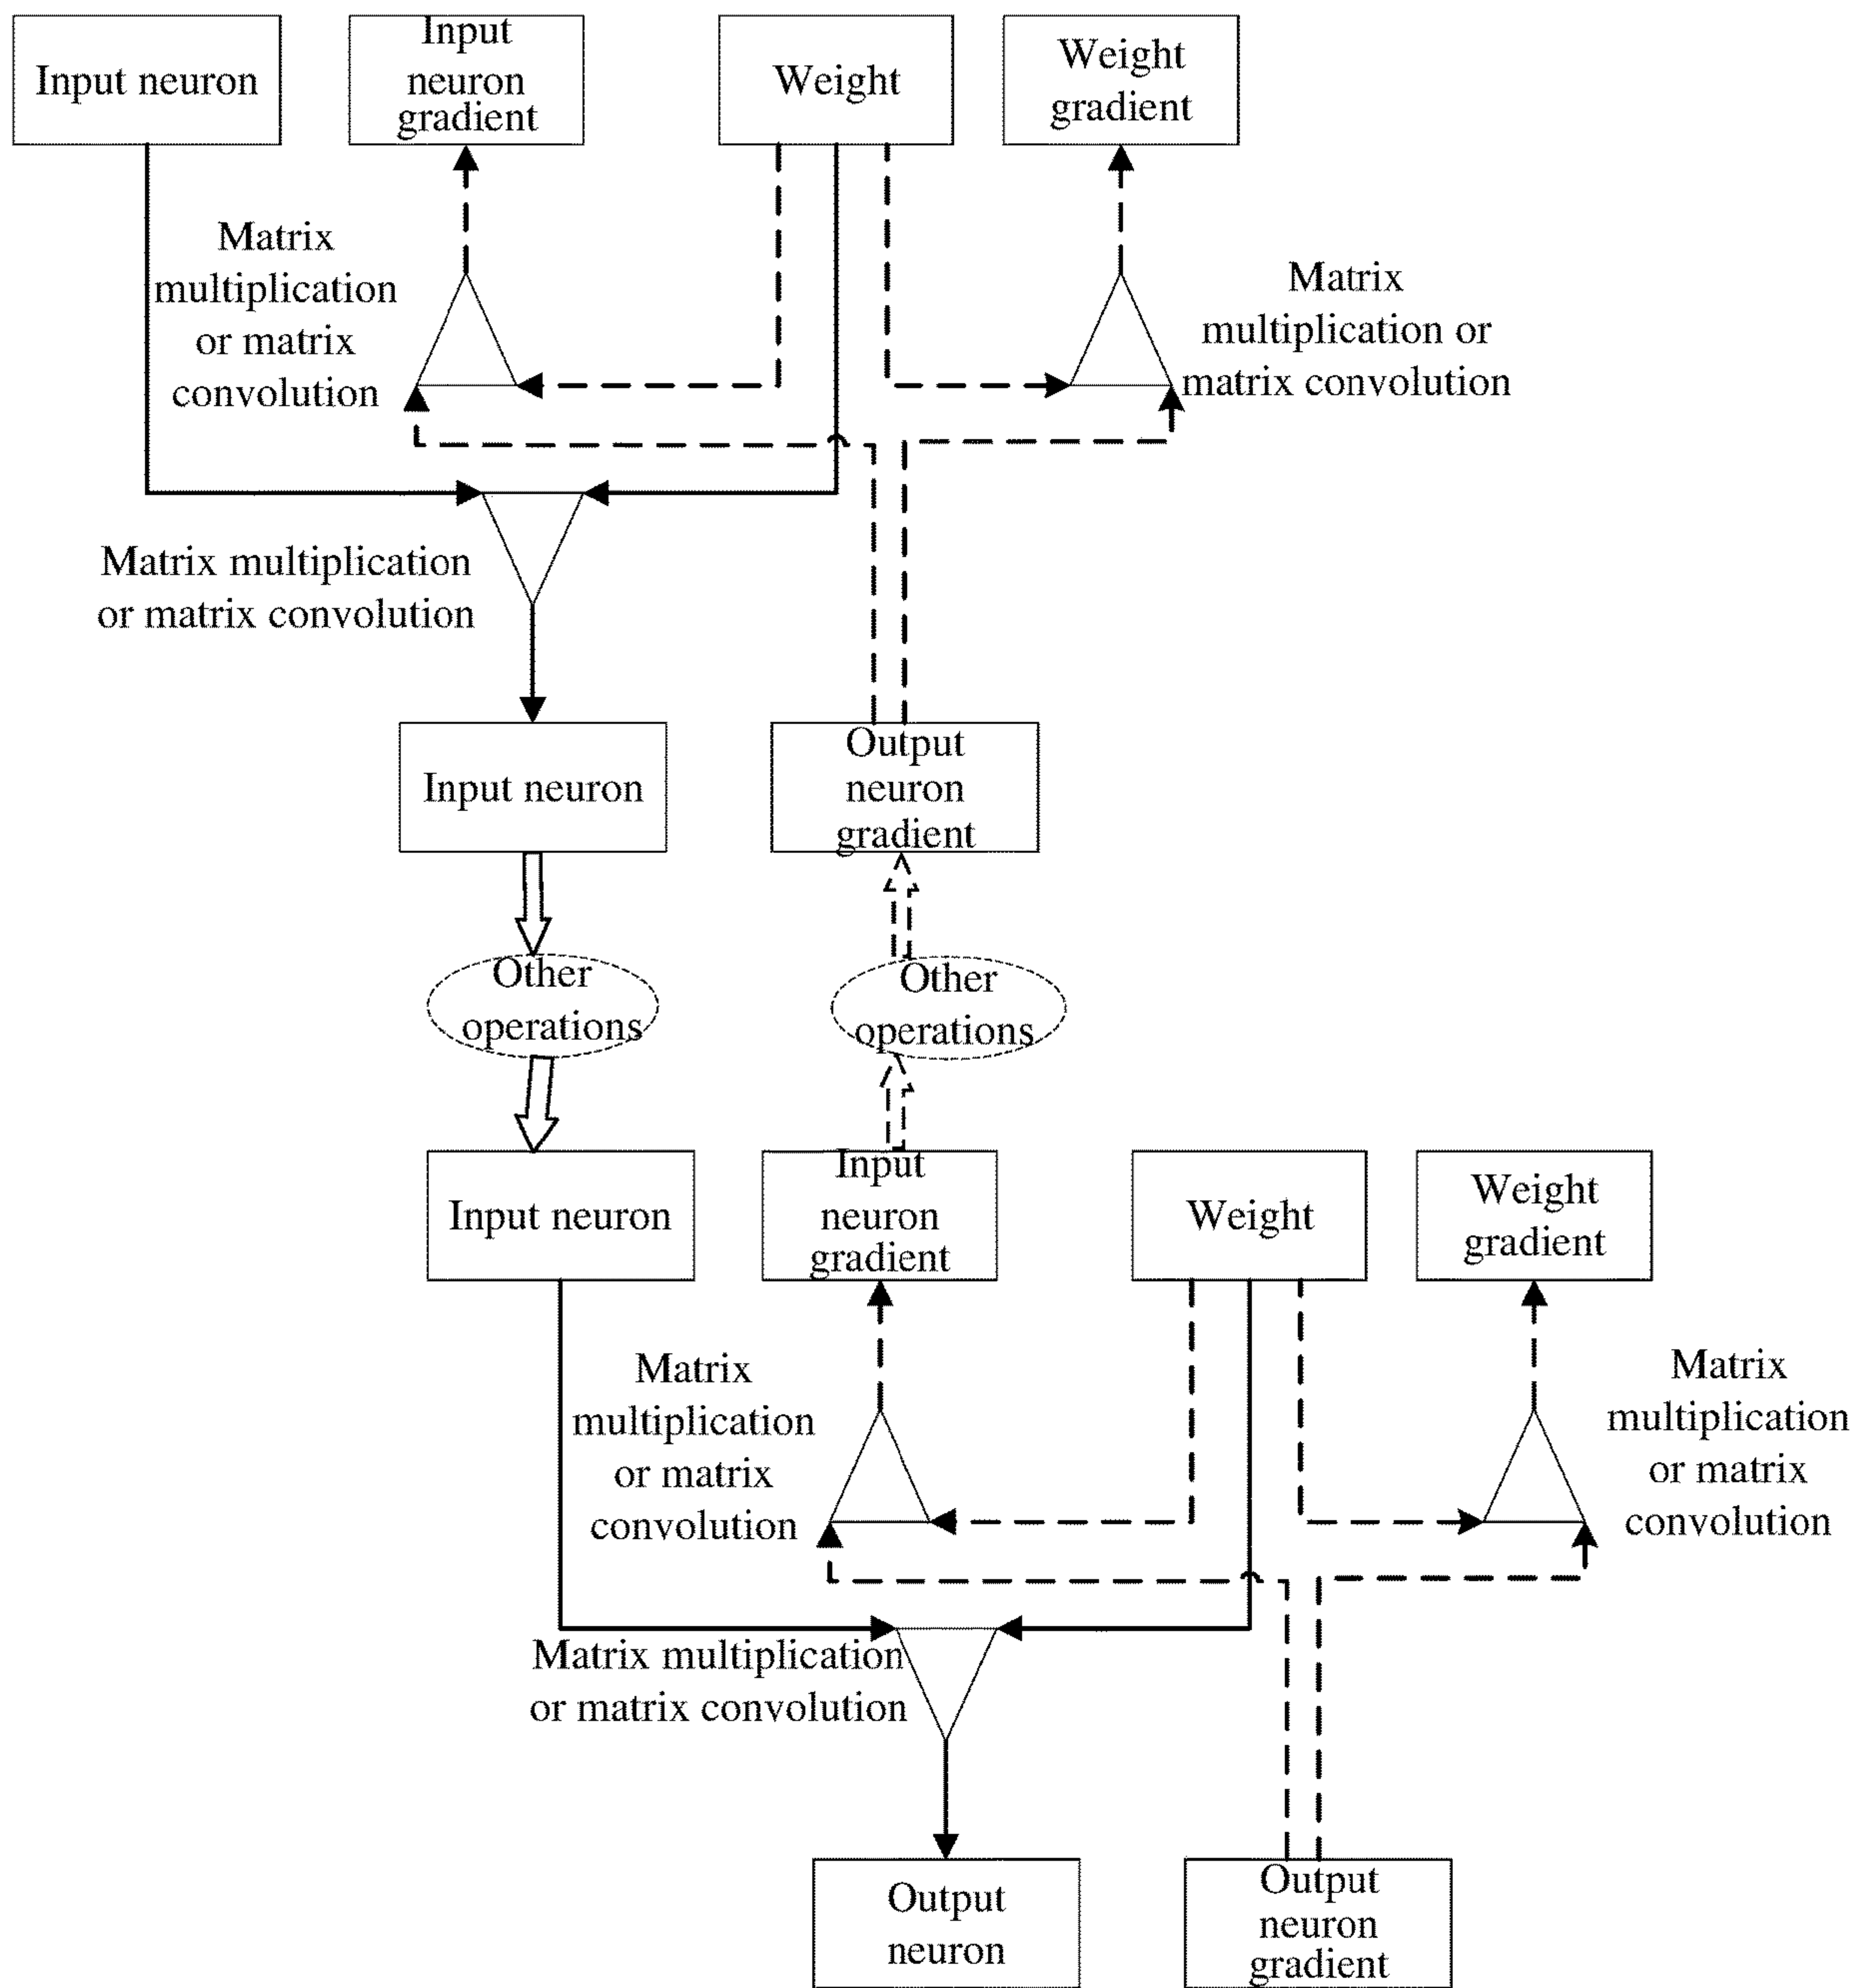 Input neuron
Input
neuron
gradient
Weight
Weight
gradient
Matrix
multiplication
or matrix
convolution
Matrix
multiplication or
matrix convolution
Matrix multiplication
or matrix convolution
Input neuron
Output
neuron
gradient
Other
operations
Other
operations
Input neuron
Input
neuron
gradient
Weight
Weight
gradient
Matrix
multiplication
or matrix
convolution
Matrix
multiplication
or matrix
convolution
Matrix multiplication
or matrix convolution
Output
neuron
Output
neuron
gradient